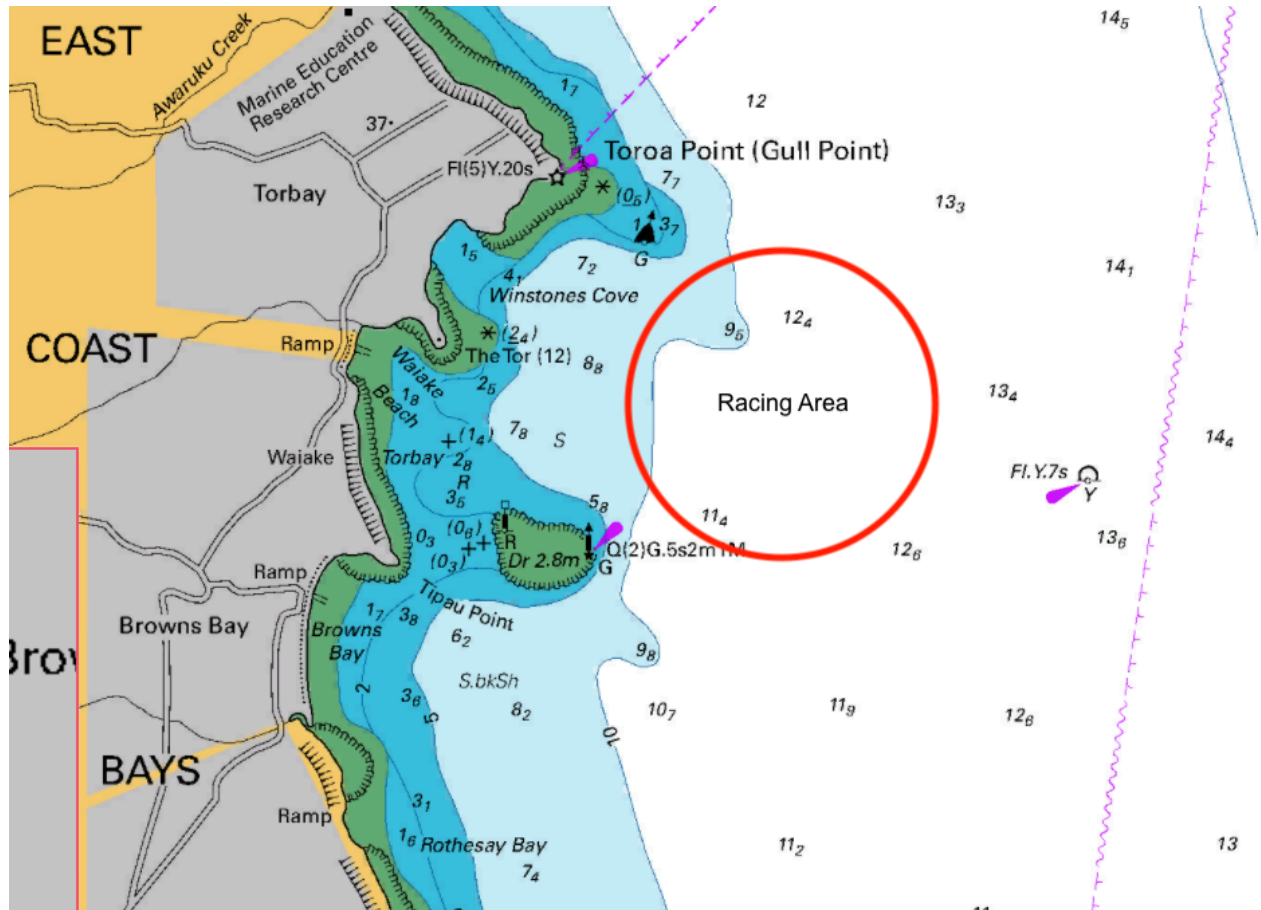 EAST
Awaruku Creek
Marine Education
Research Centre
37
Torbay
Fl(5)Y.20s
Toroa Point (Gull Point)
1₇
12
14₅
7₇
(0₅)
1
3₇
G
13₃
14₁
1₅
4₁
7₂
Winstones Cove
COAST
Ramp
(2₄)
The Tor (12)
9₅
12₄
Waiake
Beach
1₈
2₅
8₈
Racing Area
13₄
7₈
S
(1₄)
Waiake
Torbay
2₈
R
3₅
14₄
Fl.Y.7s
Y
5₈
11₄
12₆
13₆
0₃
(0₆)
(0₃)
R
Dr 2.8m
Q(2)G.5s2m1M
G
Ramp
Tipau Point
1₇
3₈
Browns Bay
Browns
Bay
6₂
9₈
Brow
S.bkSh
2
3₆
5
8₂
10₇
10
11₉
12₆
BAYS
Ramp
3₁
1₆
Rothesay Bay
7₄
11₂
13